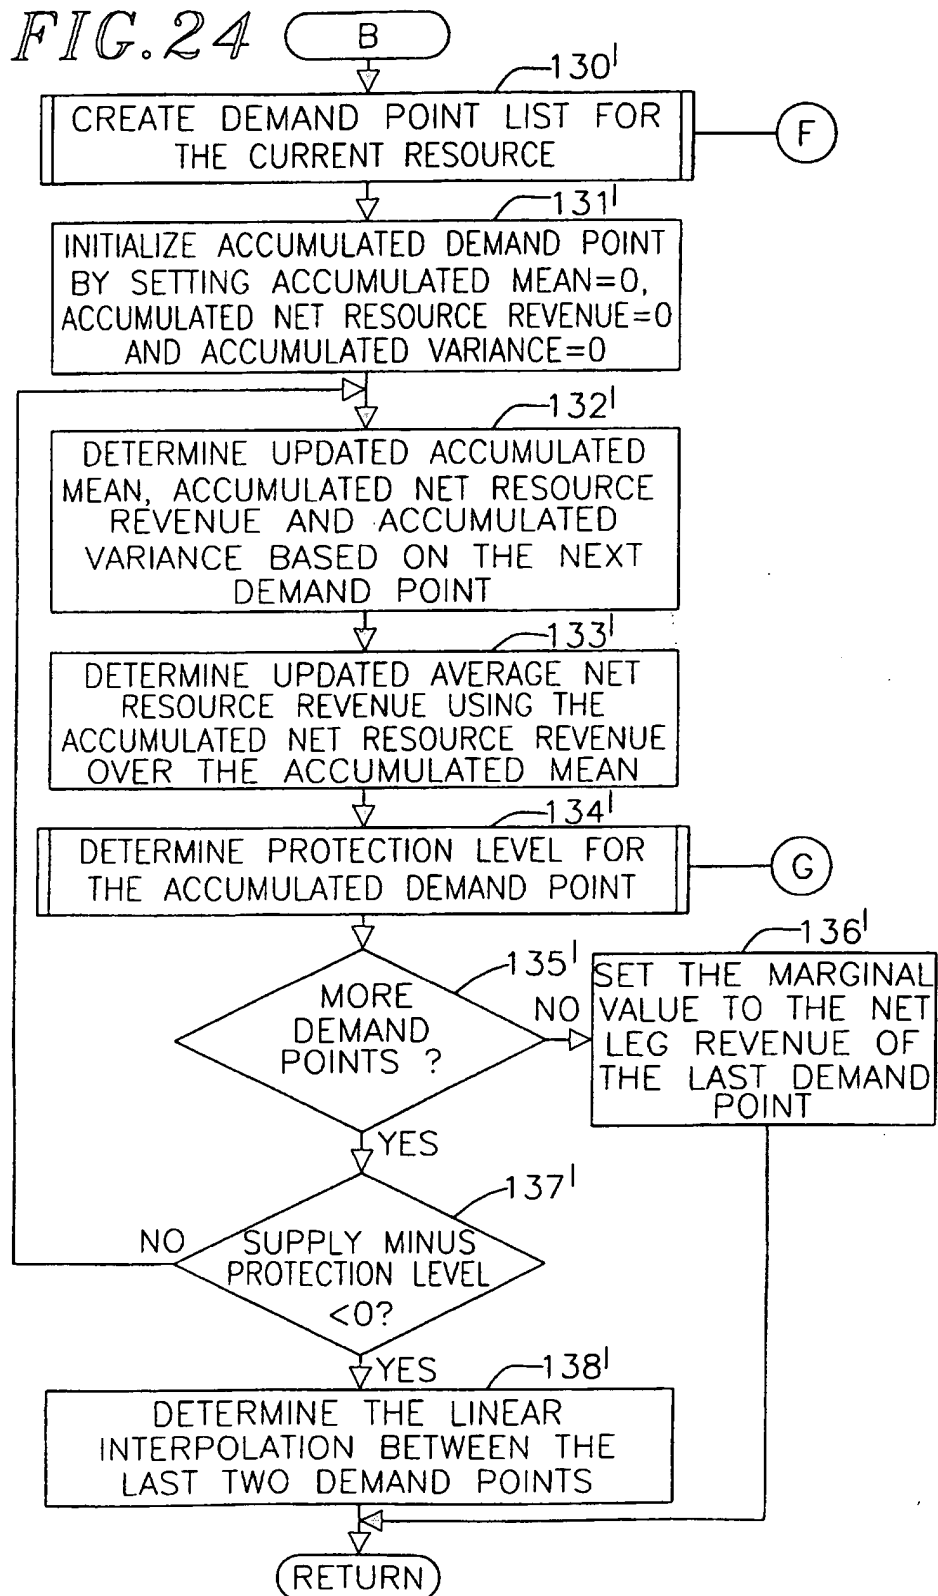 FIG. 24
B
130'
CREATE DEMAND POINT LIST FOR
THE CURRENT RESOURCE
F
131'
INITIALIZE ACCUMULATED DEMAND POINT
BY SETTING ACCUMULATED MEAN=0,
ACCUMULATED NET RESOURCE REVENUE=0
AND ACCUMULATED VARIANCE=0
132'
DETERMINE UPDATED ACCUMULATED
MEAN, ACCUMULATED NET RESOURCE
REVENUE AND ACCUMULATED
VARIANCE BASED ON THE NEXT
DEMAND POINT
133'
DETERMINE UPDATED AVERAGE NET
RESOURCE REVENUE USING THE
ACCUMULATED NET RESOURCE REVENUE
OVER THE ACCUMULATED MEAN
134'
DETERMINE PROTECTION LEVEL FOR
THE ACCUMULATED DEMAND POINT
G
135'
MORE
DEMAND
POINTS ?
NO
136'
SET THE MARGINAL
VALUE TO THE NET
LEG REVENUE OF
THE LAST DEMAND
POINT
YES
137'
NO
SUPPLY MINUS
PROTECTION LEVEL
<0?
YES
138'
DETERMINE THE LINEAR
INTERPOLATION BETWEEN THE
LAST TWO DEMAND POINTS
RETURN